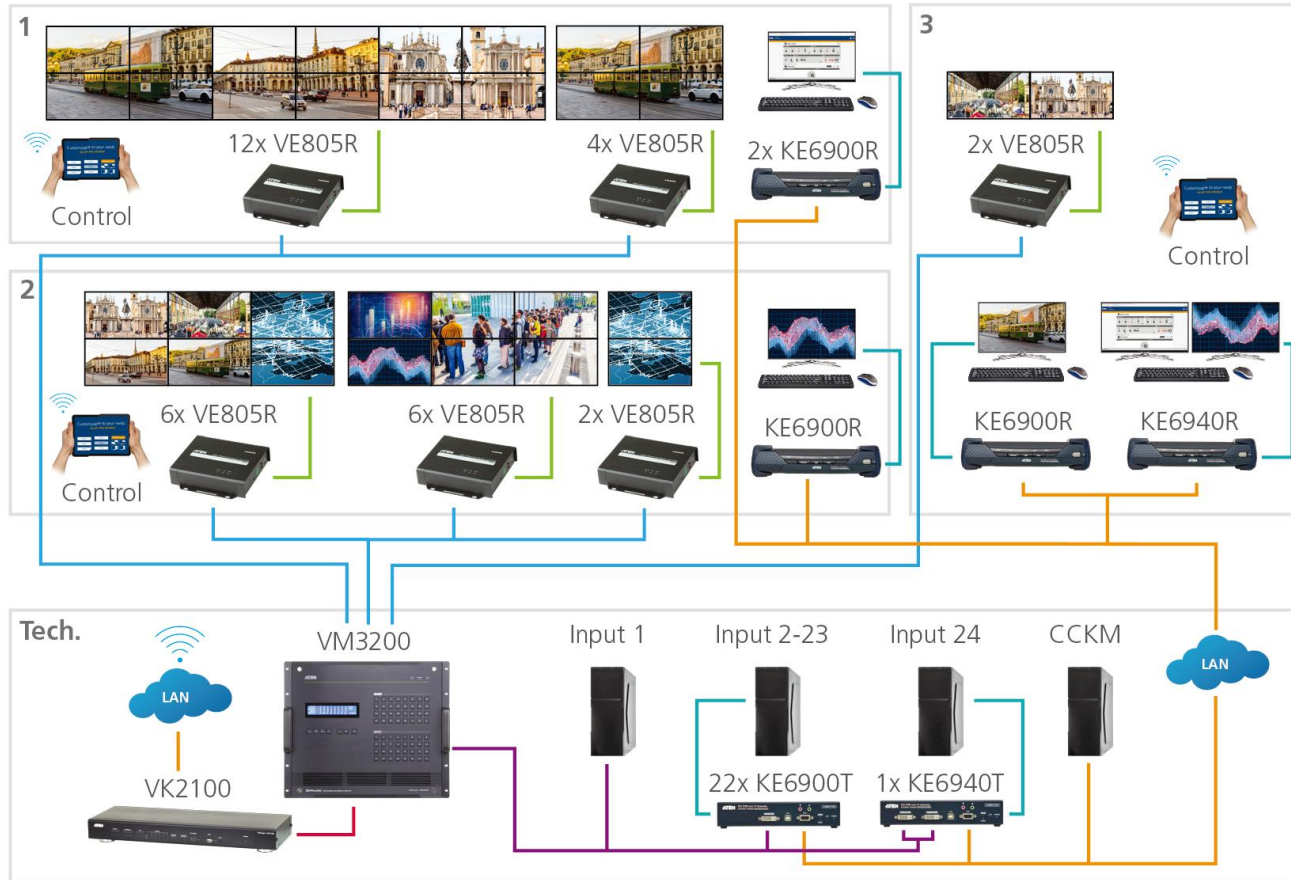 1
12x VE805R
4x VE805R
2x KE6900R
Control
3
2x VE805R
Control
2
6x VE805R
6x VE805R
2x VE805R
KE6900R
Control
KE6900R
KE6940R
Tech.
VM3200
Input 1
Input 2-23
Input 24
CCKM
LAN
LAN
VK2100
22x KE6900T
1x KE6940T